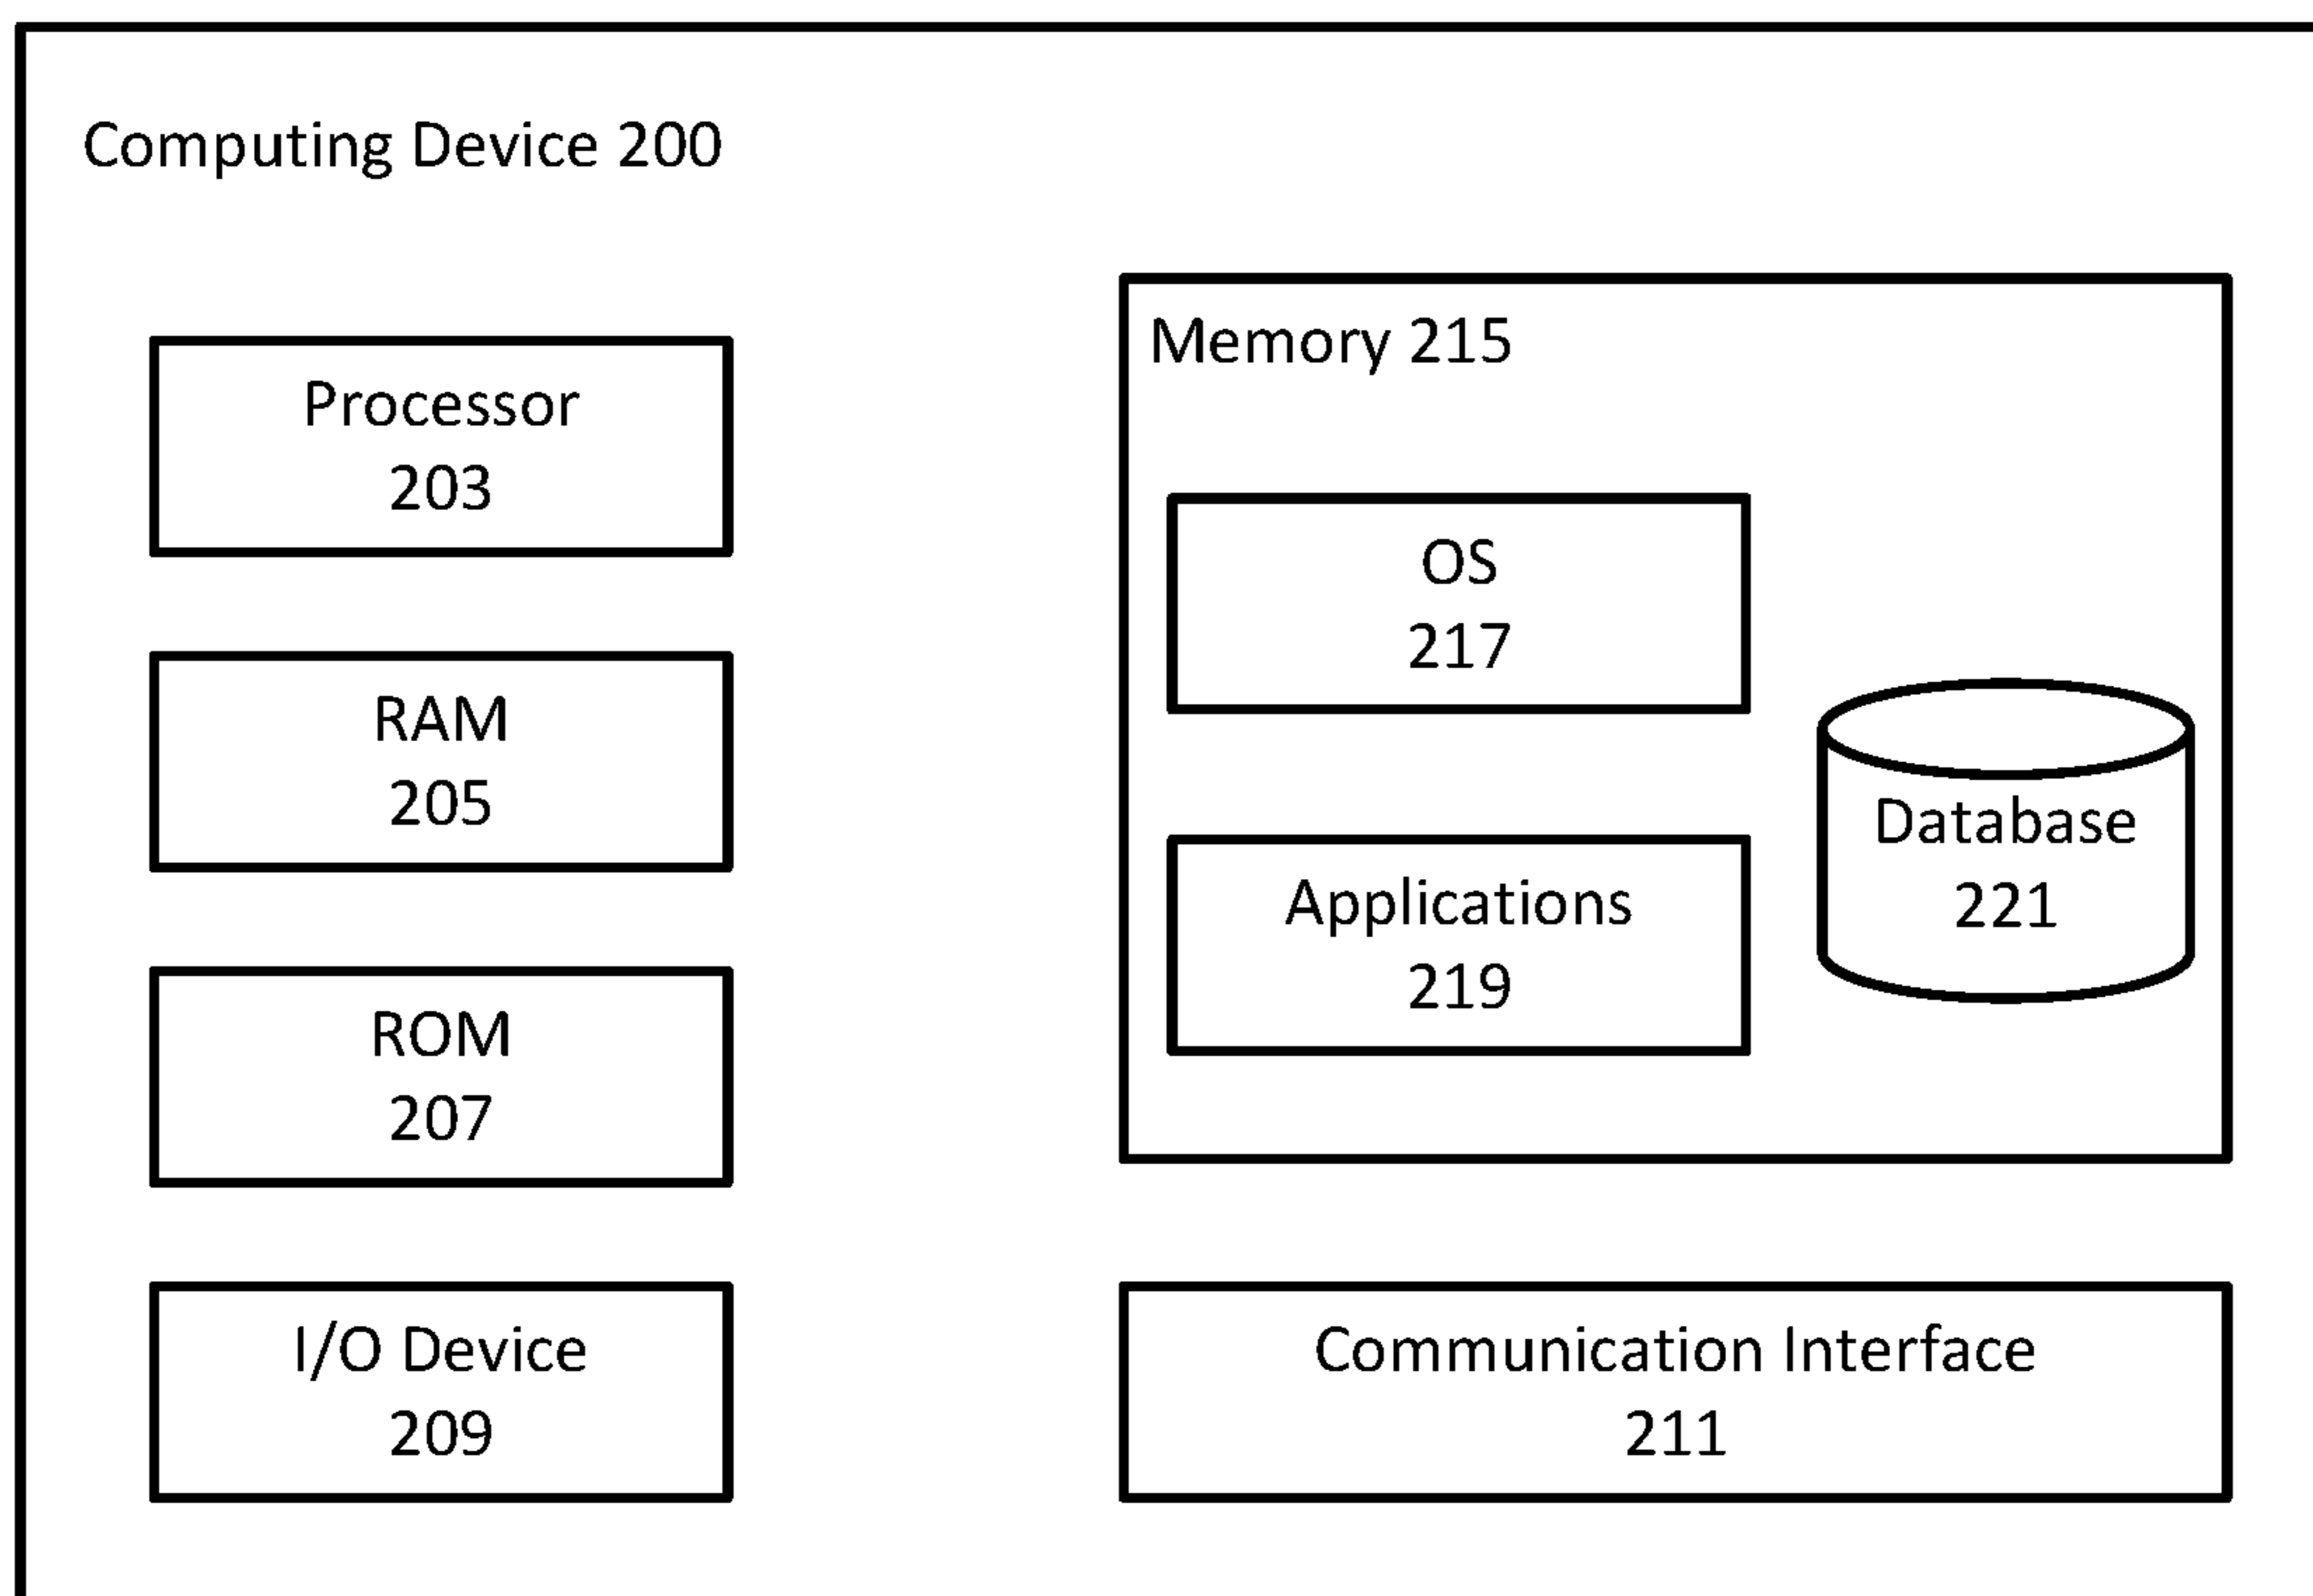 Computing Device 200
Processor
203
RAM
205
ROM
207
I/O Device
209
Memory 215
OS
217
Applications
219
Database
221
Communication Interface
211